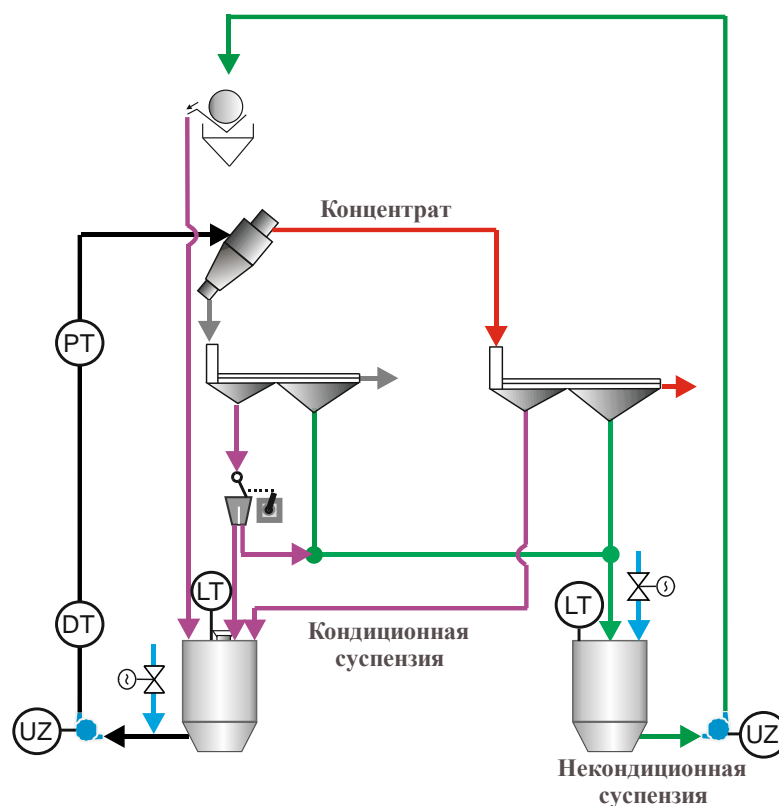 Концентрат
PT
DT
LT
LT
Кондиционная
суспензия
UZ
UZ
Некондиционная
суспензия